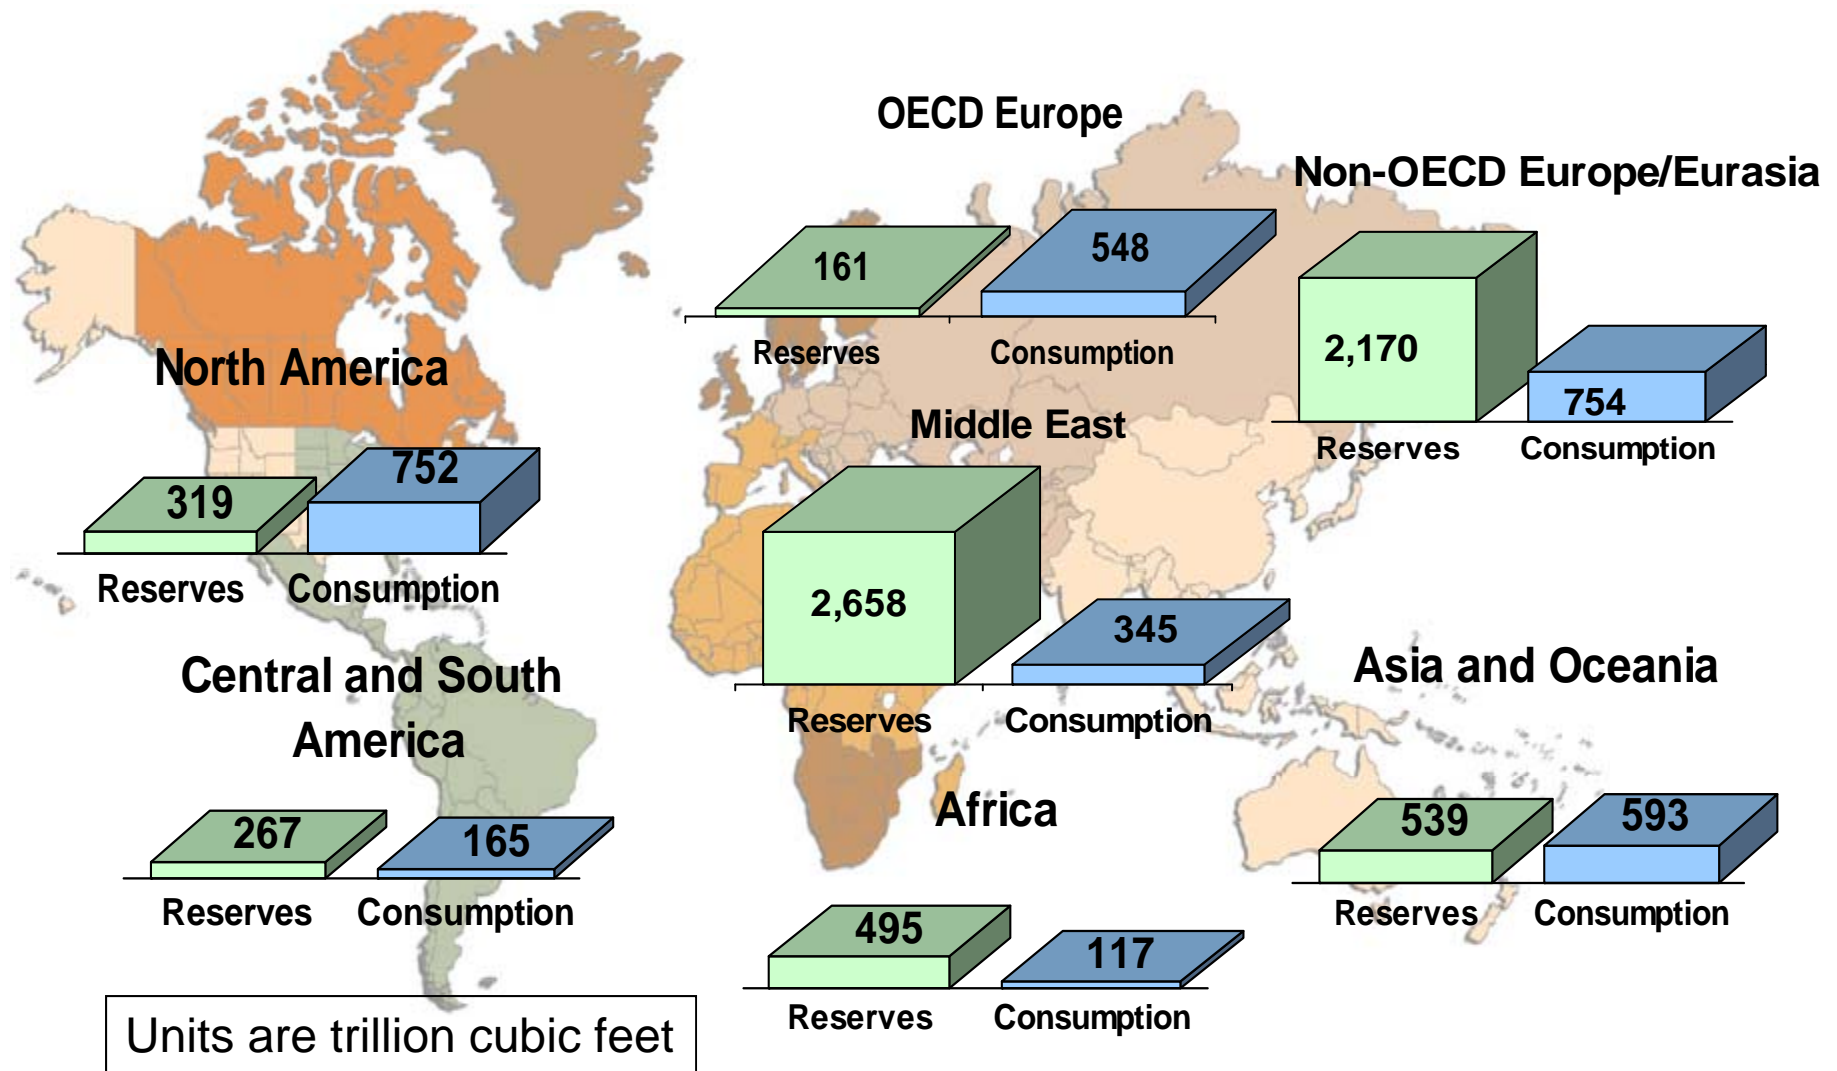 OECD Europe
Non-OECD Europe/Eurasia
161
548
2,170
754
Reserves
Consumption
Reserves
Consumption
North America
319
752
Reserves
Consumption
Middle East
2,658
345
Reserves
Consumption
Central and South
America
267
165
Reserves
Consumption
Asia and Oceania
539
593
Reserves
Consumption
Africa
495
117
Reserves
Consumption
Units are trillion cubic feet